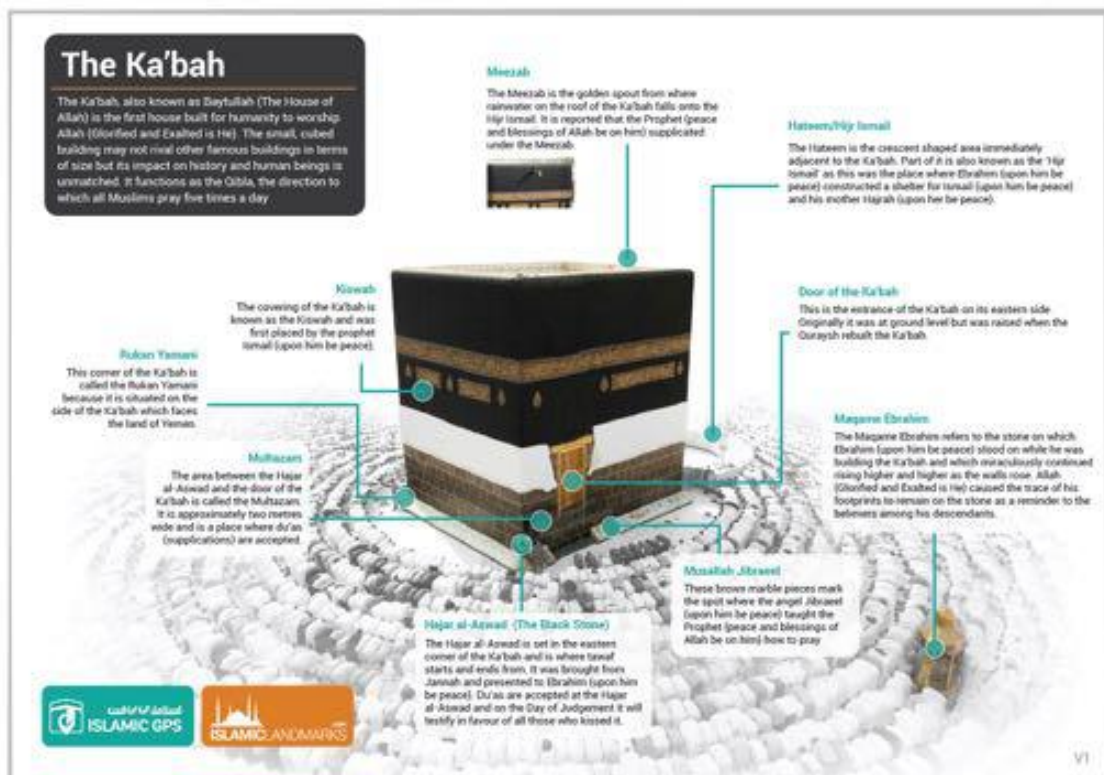 The Ka'bah
The Ka'bah, also known as Baytullah (The House of
Allah) is the first house built for humanity to worship
Allah (Glorified and Exalted is He). The small, cubed
building may not rival other famous buildings in terms
of size but its impact on history and human beings is
unmatched. It functions as the Qibla, the direction to
which all Muslims pray five times a day
Meezab
The Meezab is the golden spout from where
rainwater on the roof of the Ka'bah falls onto the
Hijr Ismail. It is reported that the Prophet (peace
and blessings of Allah be on him) supplicated
under the Meezab.
Hateem/Hijr Ismail
The Hateem is the crescent shaped area immediately
adjacent to the Ka'bah. Part of it is also known as the 'Hijr
Ismail' as this was the place where Ebrahim (upon him be
peace) constructed a shelter for Ismail (upon him be peace)
and his mother Hajrah (upon her be peace).
Kiswah
The covering of the Ka'bah is
known as the Kiswah and was
first placed by the prophet
Ismail (upon him be peace).
Door of the Ka'bah
This is the entrance of the Ka'bah on its eastern side
Originally it was at ground level but was raised when the
Quraysh rebuilt the Ka'bah.
Rukan Yamani
This corner of the Ka'bah is
called the Rukan Yamani
because it is situated on the
side of the Ka'bah which faces
the land of Yemen.
Maqame Ebrahim
The Maqame Ebrahim refers to the stone on which
Ebrahim (upon him be peace) stood on while he was
building the Ka'bah and which miraculously continued
rising higher and higher as the walls rose. Allah
(Glorified and Exalted is He) caused the trace of his
footprints to remain on the stone as a reminder to the
believers among his descendants.
Multazam
The area between the Hajar
al-Aswad and the door of the
Ka'bah is called the Multazam.
It is approximately two metres
wide and is a place where du'as
(supplications) are accepted
Musallah Jibraeel
These brown marble pieces mark
the spot where the angel Jibraeel
(upon him be peace) taught the
Prophet (peace and blessings of
Allah be on him) how to pray
Hajar al-Aswad (The Black Stone)
The Hajar al-Aswad is set in the eastern
corner of the Ka'bah and is where tawaf
starts and ends from. It was brought from
Jannah and presented to Ebrahim (upon him
be peace). Du'as are accepted at the Hajar
al-Aswad and on the Day of Judgement it will
testify in favour of all those who kissed it.
ISLAMIC GPS
ISLAMICLANDMARKS
V1